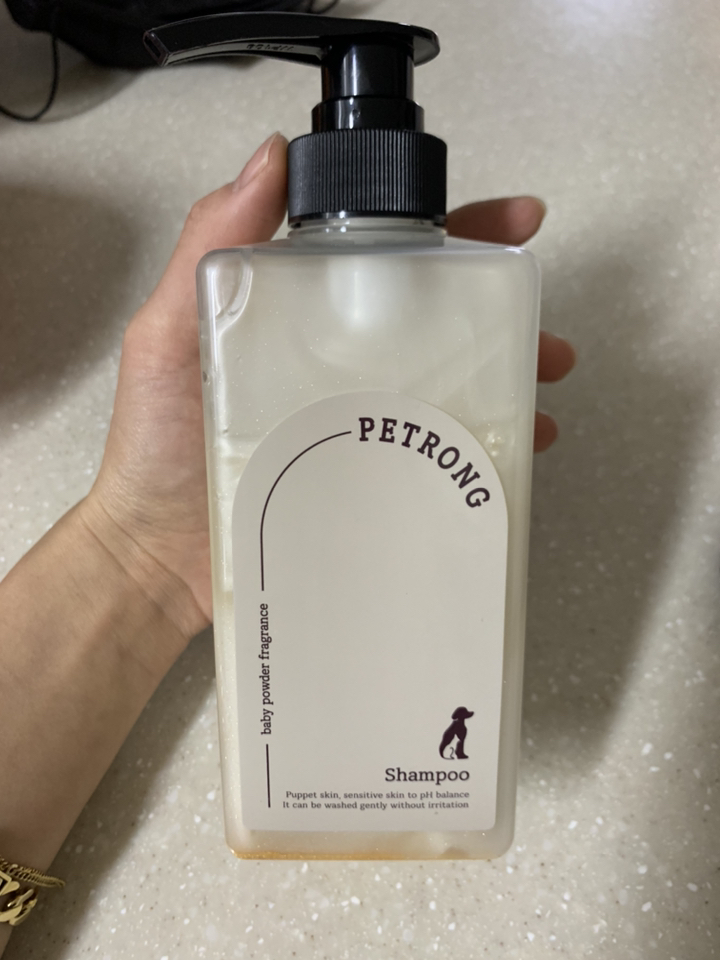 PETRONG
baby powder fragrance
Shampoo
Puppet skin, sensitive skin to pH balance
It can be washed gently without irritation